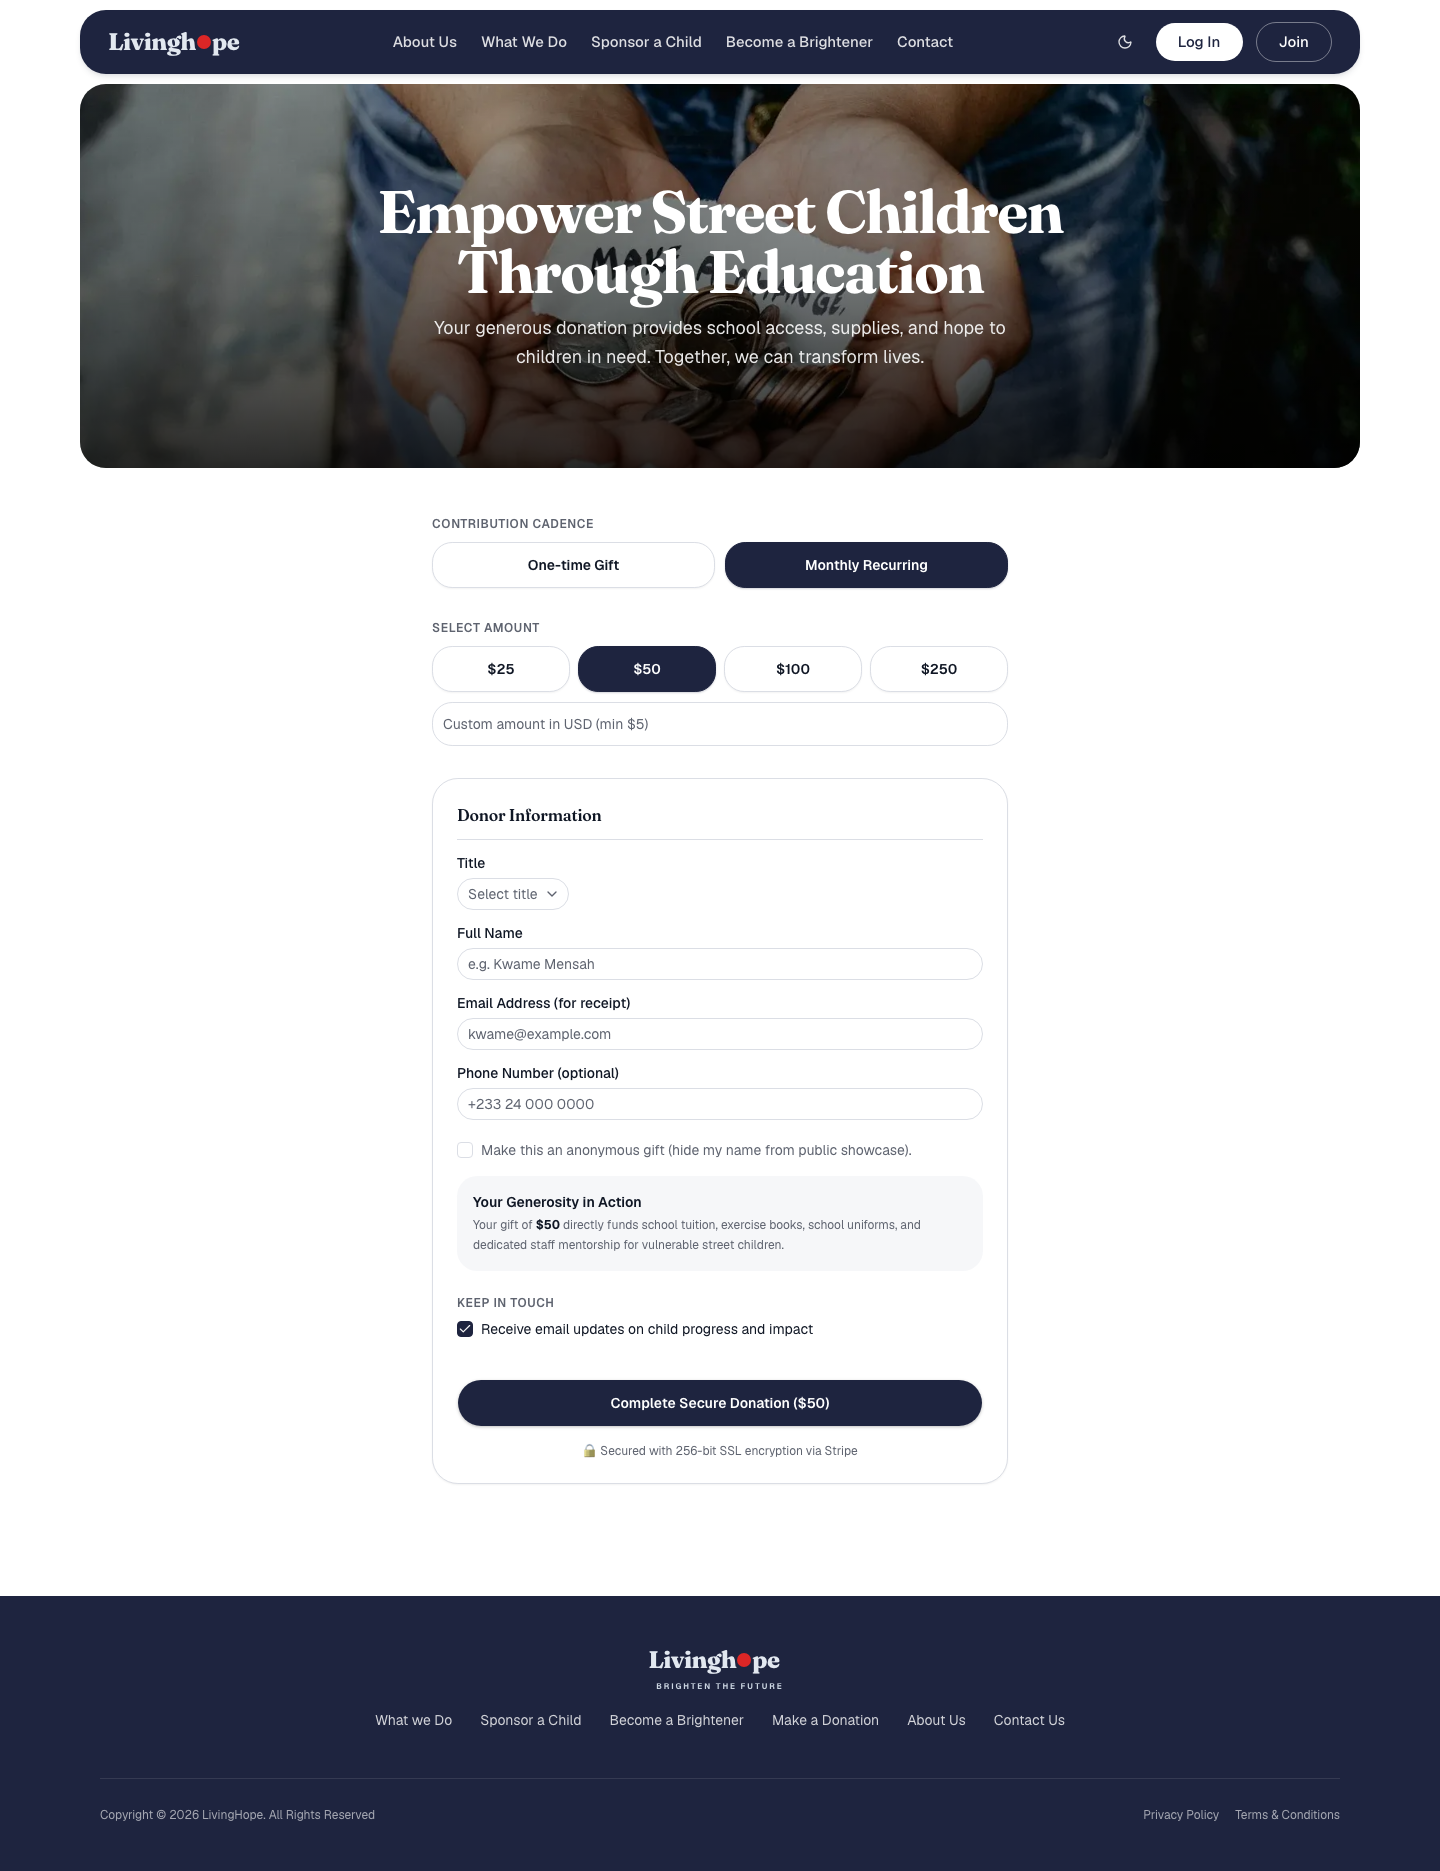 Livinghope
About Us
What We Do
Sponsor a Child
Become a Brightener
Contact
Log In
Join
Empower Street Children
Through Education
MAKE A CHANGE,
Your generous donation provides school access, supplies, and hope to
children in need. Together, we can transform lives.
CONTRIBUTION CADENCE
One-time Gift
Monthly Recurring
SELECT AMOUNT
$25
$50
$100
$250
Custom amount in USD (min $5)
Donor Information
Title
Select title
Full Name
e.g. Kwame Mensah
Email Address (for receipt)
kwame@example.com
Phone Number (optional)
+233 24 000 0000
Make this an anonymous gift (hide my name from public showcase).
Your Generosity in Action
Your gift of $50 directly funds school tuition, exercise books, school uniforms, and
dedicated staff mentorship for vulnerable street children.
KEEP IN TOUCH
Receive email updates on child progress and impact
Complete Secure Donation ($50)
🔒 Secured with 256-bit SSL encryption via Stripe
Livinghope
BRIGHTEN THE FUTURE
What we Do
Sponsor a Child
Become a Brightener
Make a Donation
About Us
Contact Us
Copyright © 2026 LivingHope. All Rights Reserved
Privacy Policy
Terms & Conditions